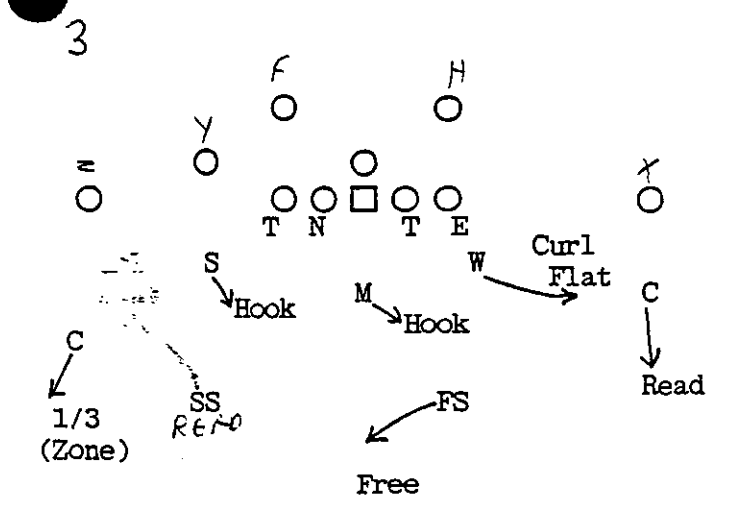 3
F H
Y
Z X
T N T E
S W Curl
Flat
M C
Hook
Hook
C
Read
SS FS
1/3
(Zone)
Free